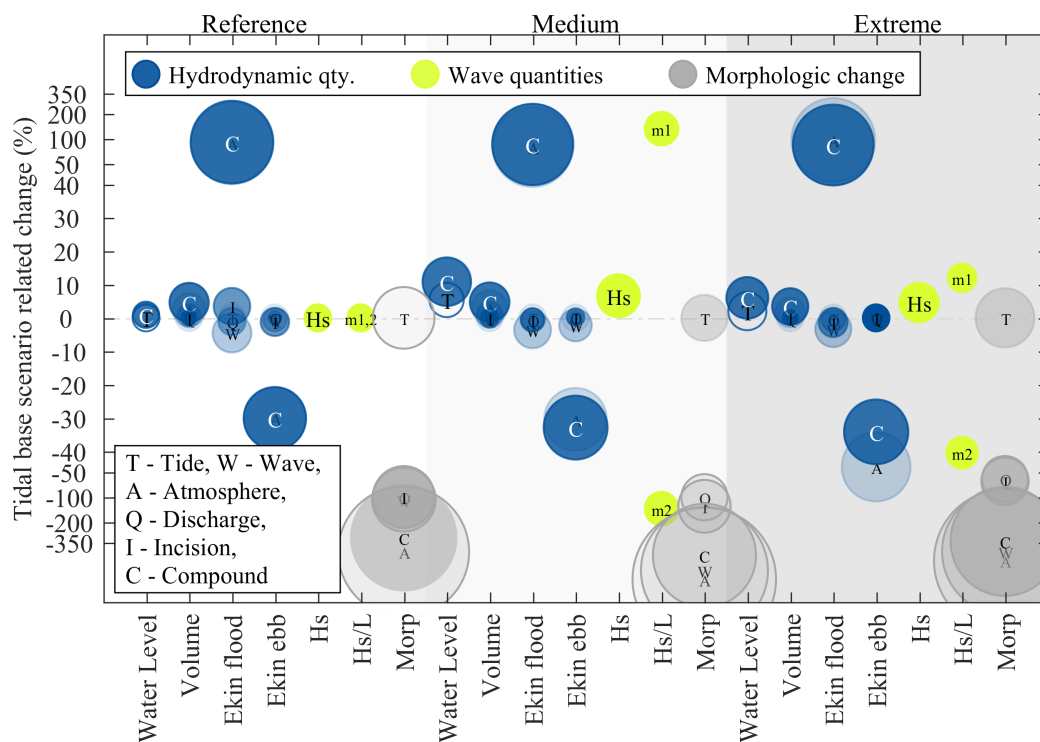 Reference Medium Extreme
Hydrodynamic qty. Wave quantities Morphologic change
Tidal base scenario related change (%)
350
200
100
50
40
30
20
10
0
-10
-20
-30
-40
-50
-100
-200
-350
C C C
m1
C I C I C I W Hs m1,2 T
C T C I W W Hs T
C I C I W I Hs m1 T
C C C A
m2 m2
I C A
Q I C W A
I C W A
T - Tide, W - Wave,
A - Atmosphere,
Q - Discharge,
I - Incision,
C - Compound
Water Level Volume Ekin flood Ekin ebb Hs Hs/L Morp Water Level Volume Ekin flood Ekin ebb Hs Hs/L Morp Water Level Volume Ekin flood Ekin ebb Hs Hs/L Morp